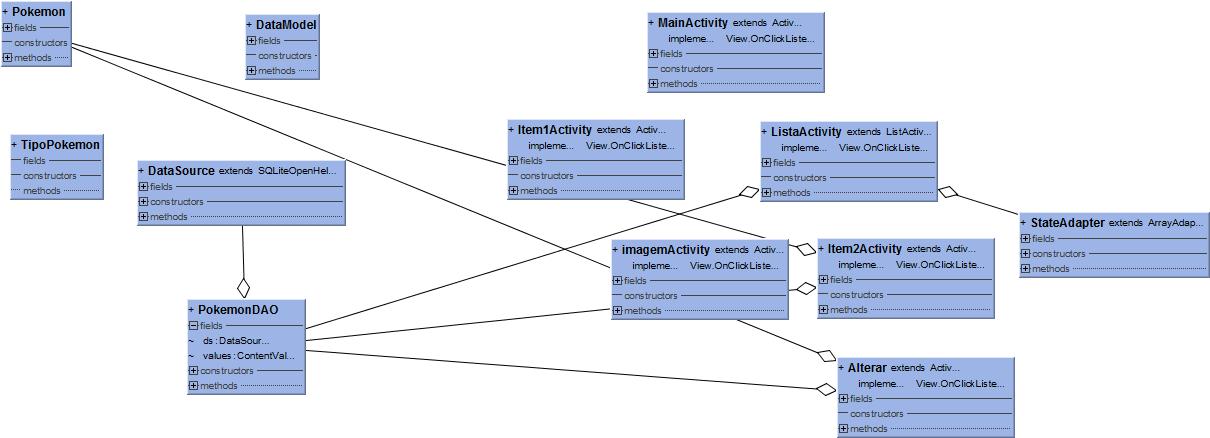 + Pokemon
fields
constructors
methods
+ DataModel
fields
constructors
methods
+ MainActivity extends Activ...
impleme... View.OnClickListe...
fields
constructors
methods
+ TipoPokemon
fields
constructors
methods
+ DataSource extends SQLiteOpenHel...
fields
constructors
methods
+ Item1Activity extends Activ...
impleme... View.OnClickListe...
fields
constructors
methods
+ ListaActivity extends ListActiv...
impleme... View.OnClickListe...
fields
constructors
methods
+ StateAdapter extends ArrayAdap...
fields
constructors
methods
+ imagemActivity extends Activ...
impleme... View.OnClickListe...
fields
constructors
methods
+ Item2Activity extends Activ...
impleme... View.OnClickListe...
fields
constructors
methods
+ PokemonDAO
fields
~ ds : DataSour...
~ values : ContentVal...
constructors
methods
+ Alterar extends Activ...
impleme... View.OnClickListe...
fields
constructors
methods